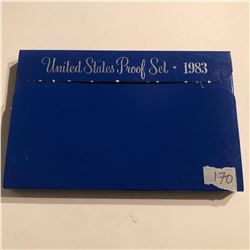 United States Proof Set • 1983
170